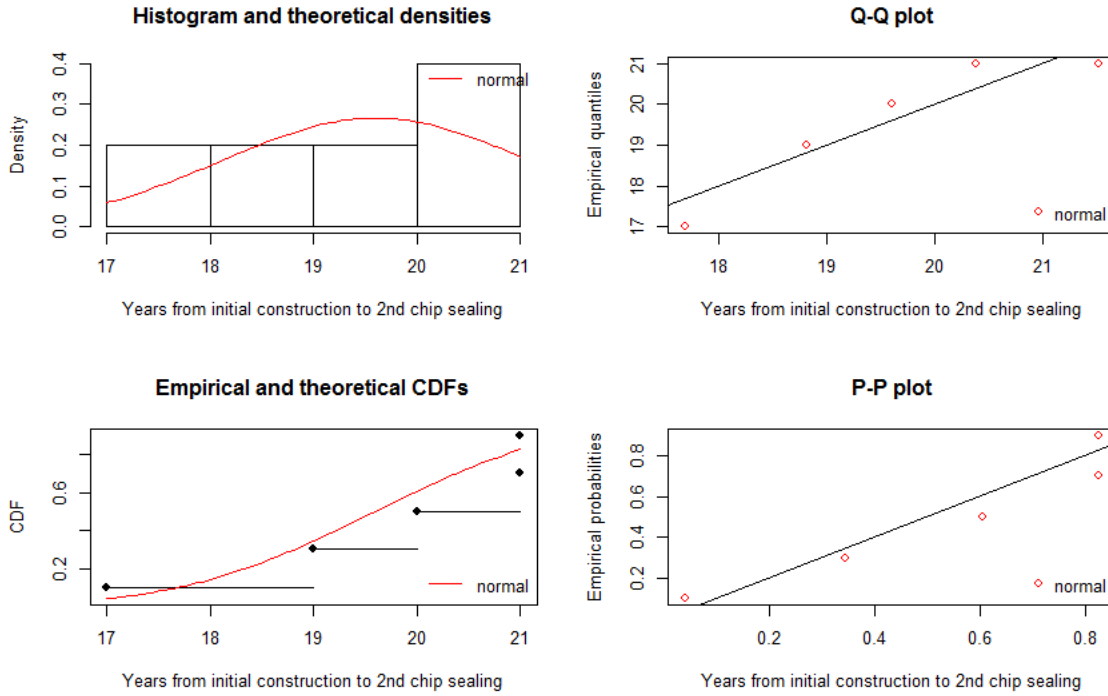 Histogram and theoretical densities
normal
Density
0.0 0.1 0.2 0.3 0.4
17 18 19 20 21
Years from initial construction to 2nd chip sealing
Q-Q plot
Empirical quantiles
17 18 19 20 21
normal
18 19 20 21
Years from initial construction to 2nd chip sealing
Empirical and theoretical CDFs
CDF
0.2 0.6
normal
17 18 19 20 21
Years from initial construction to 2nd chip sealing
P-P plot
Empirical probabilities
0.2 0.4 0.6 0.8
normal
0.2 0.4 0.6 0.8
Years from initial construction to 2nd chip sealing